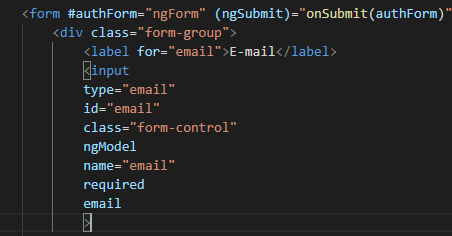 <form #authForm="ngForm" (ngSubmit)="onSubmit(authForm)"
<div class="form-group">
<label for="email">E-mail</label>
<input
type="email"
id="email"
class="form-control"
ngModel
name="email"
required
email
>